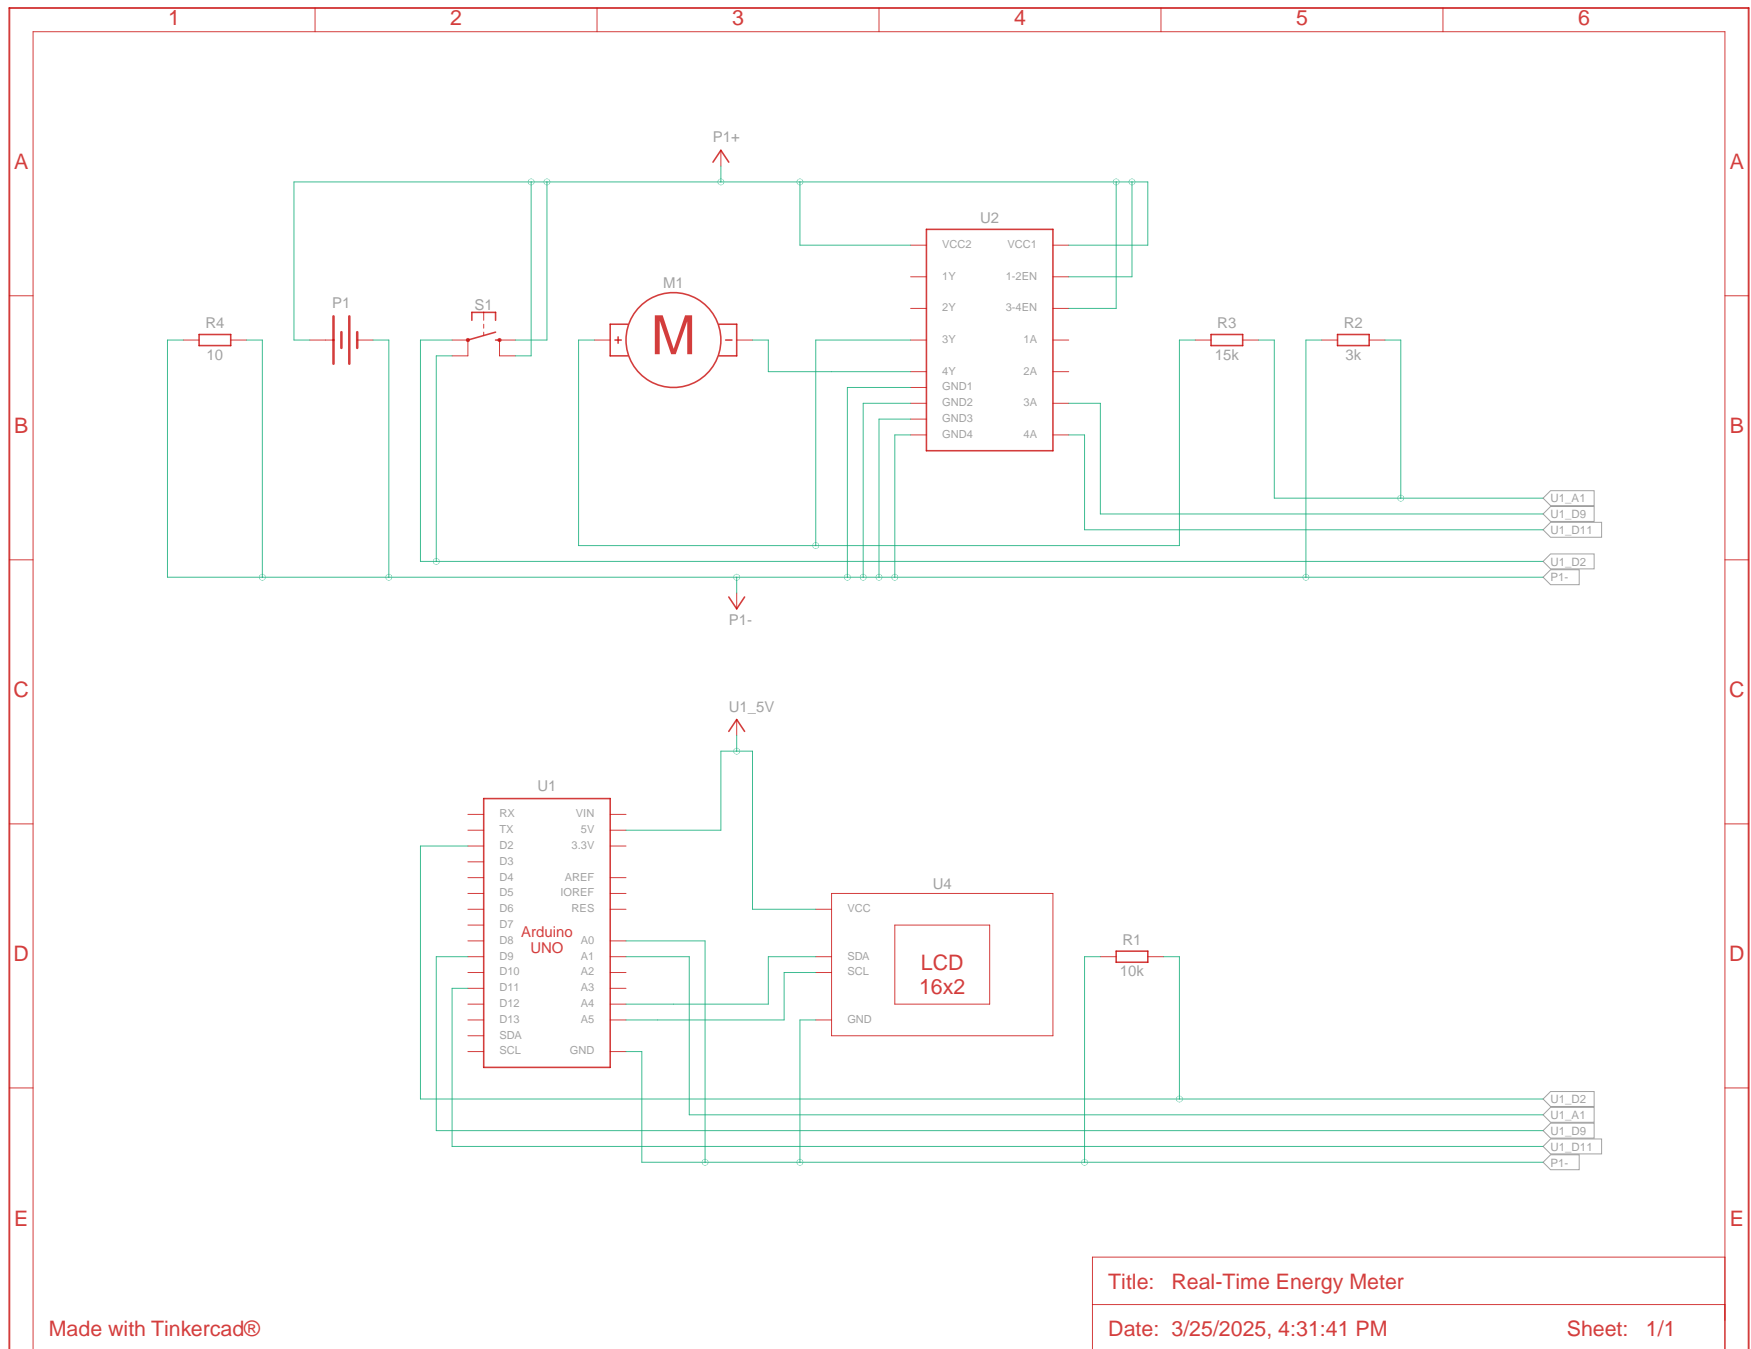 1 2 3 4 5 6
A A
P1+
U2
VCC2 VCC1
1Y 1-2EN
2Y 3-4EN
3Y 1A
4Y 2A
GND1
GND2 3A
GND3
GND4 4A
M1
M
+ -
P1
S1
R4
10
R3
15k
R2
3k
B B
U1_A1
U1_D9
U1_D11
U1_D2
P1-
P1-
C C
U1_5V
U1
RX VIN
TX 5V
D2 3.3V
D3
D4 AREF
D5 IOREF
D6 RES
D7
Arduino
UNO
D8 A0
D9 A1
D10 A2
D11 A3
D12 A4
D13 A5
SDA
SCL GND
U4
VCC
SDA
SCL
GND
LCD
16x2
R1
10k
D D
U1_D2
U1_A1
U1_D9
U1_D11
P1-
E E
Title: Real-Time Energy Meter
Made with Tinkercad®
Date: 3/25/2025, 4:31:41 PM Sheet: 1/1